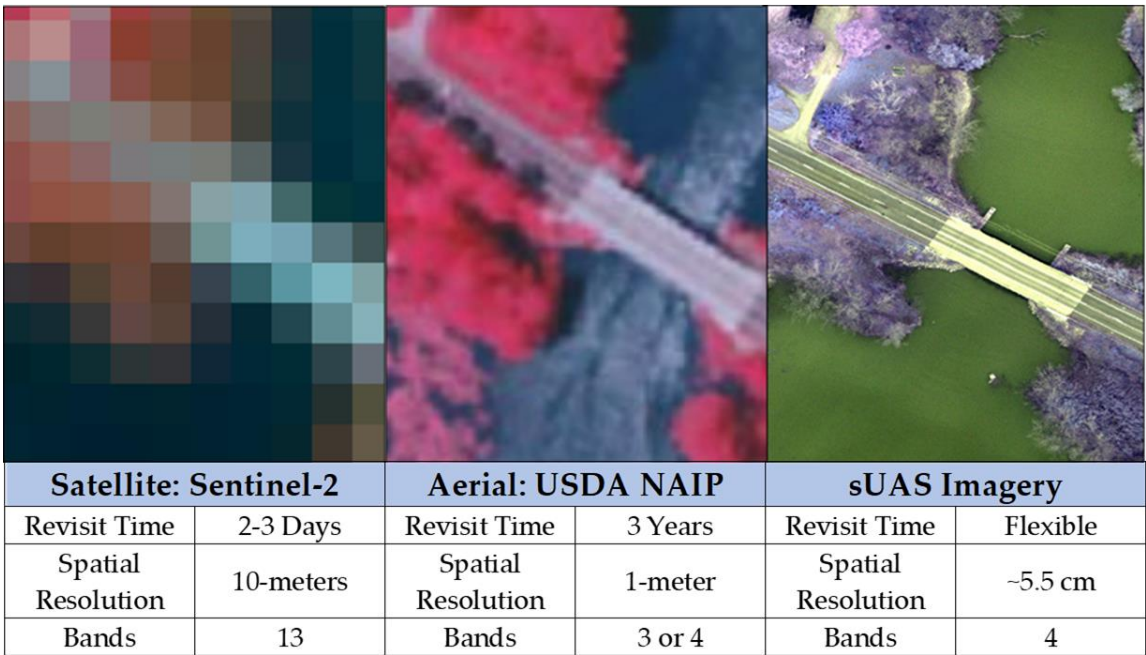 Satellite: Sentinel-2 Aerial: USDA NAIP sUAS Imagery
Revisit Time 2-3 Days Revisit Time 3 Years Revisit Time Flexible
Spatial Resolution 10-meters Spatial Resolution 1-meter Spatial Resolution ~5.5 cm
Bands 13 Bands 3 or 4 Bands 4